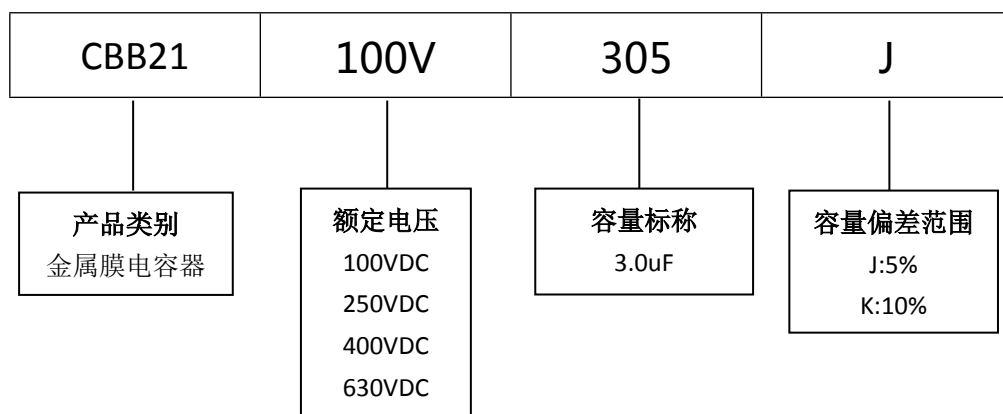 CBB21 100V 305 J
产品类别
金属膜电容器
额定电压
100VDC
250VDC
400VDC
630VDC
容量标称
3.0uF
容量偏差范围
J:5%
K:10%